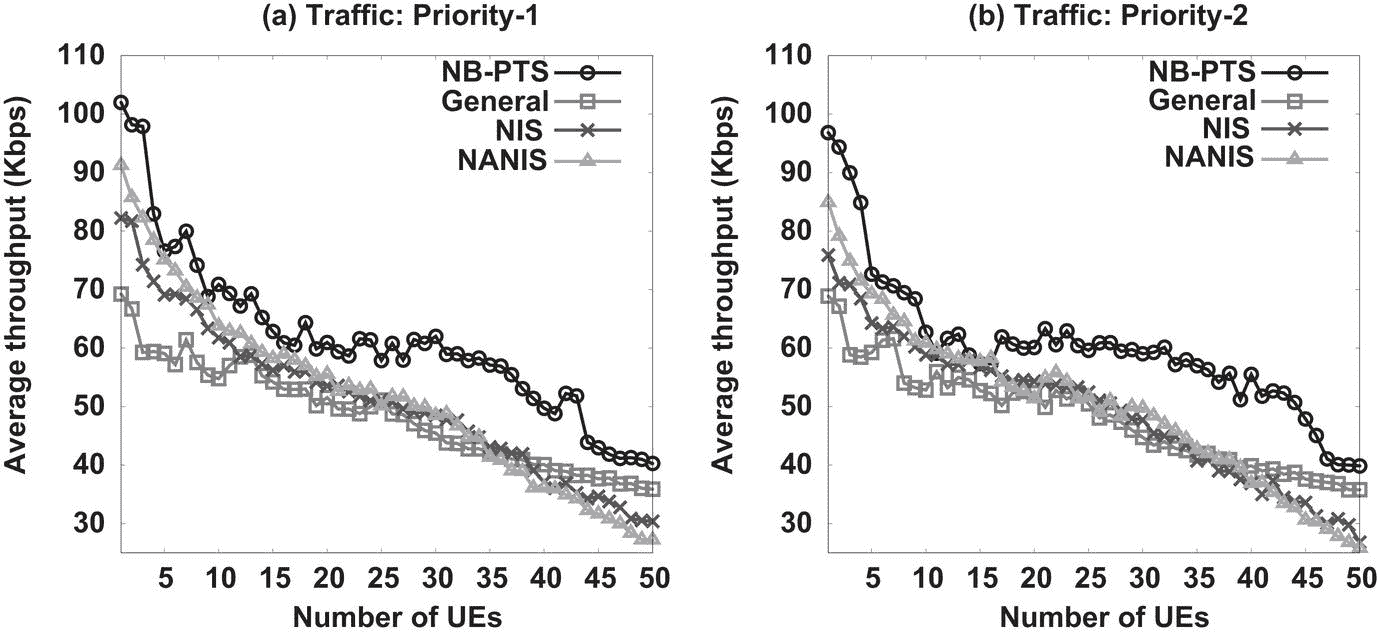 (a) Traffic: Priority-1
Average throughput (Kbps)
110
100
90
80
70
60
50
40
30
NB-PTS
General
NIS
NANIS
5 10 15 20 25 30 35 40 45 50
Number of UEs
(b) Traffic: Priority-2
Average throughput (Kbps)
110
100
90
80
70
60
50
40
30
NB-PTS
General
NIS
NANIS
5 10 15 20 25 30 35 40 45 50
Number of UEs